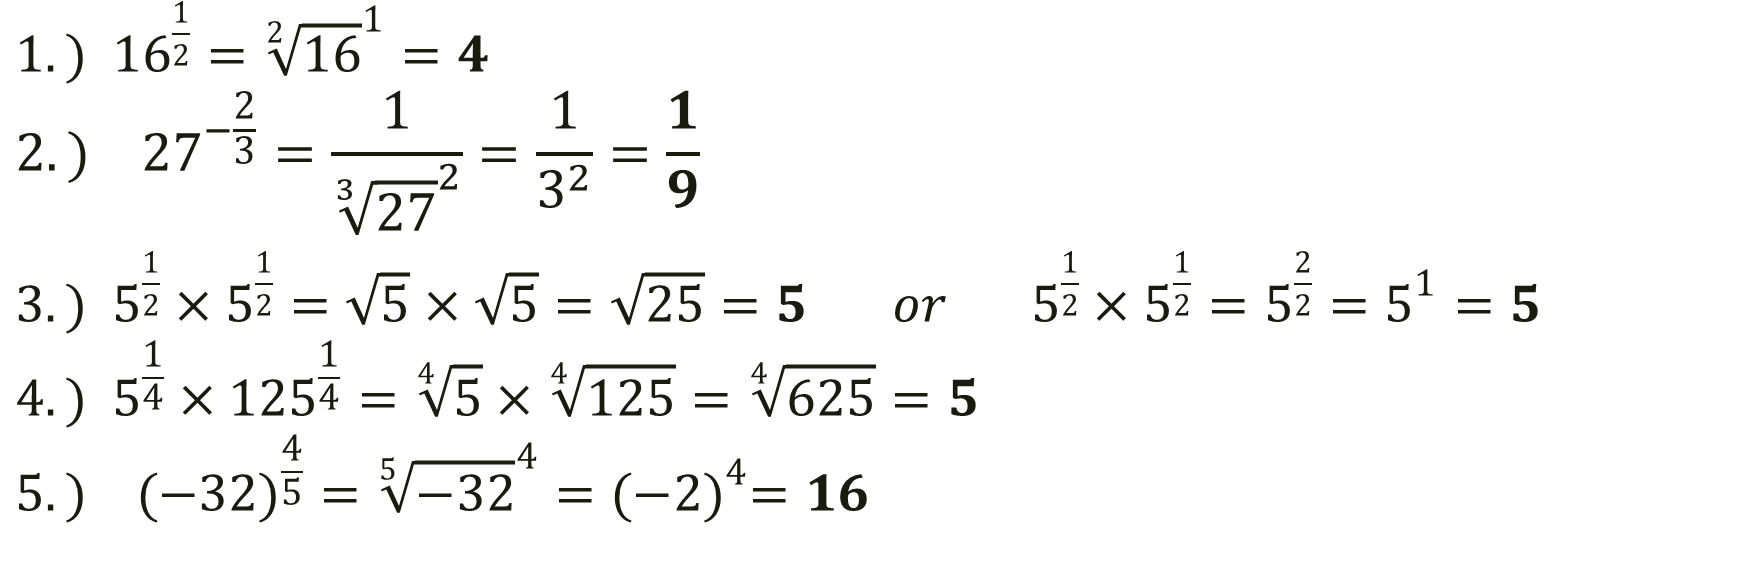 1.) 16^{1/2} = ²√16^1 = 4
2.) 27^{-2/3} = 1/(³√27^2) = 1/3^2 = 1/9
3.) 5^{1/2} × 5^{1/2} = √5 × √5 = √25 = 5 or 5^{1/2} × 5^{1/2} = 5^{2/2} = 5^1 = 5
4.) 5^{1/4} × 125^{1/4} = ⁴√5 × ⁴√125 = ⁴√625 = 5
5.) (−32)^{4/5} = ⁵√−32^4 = (−2)^4 = 16